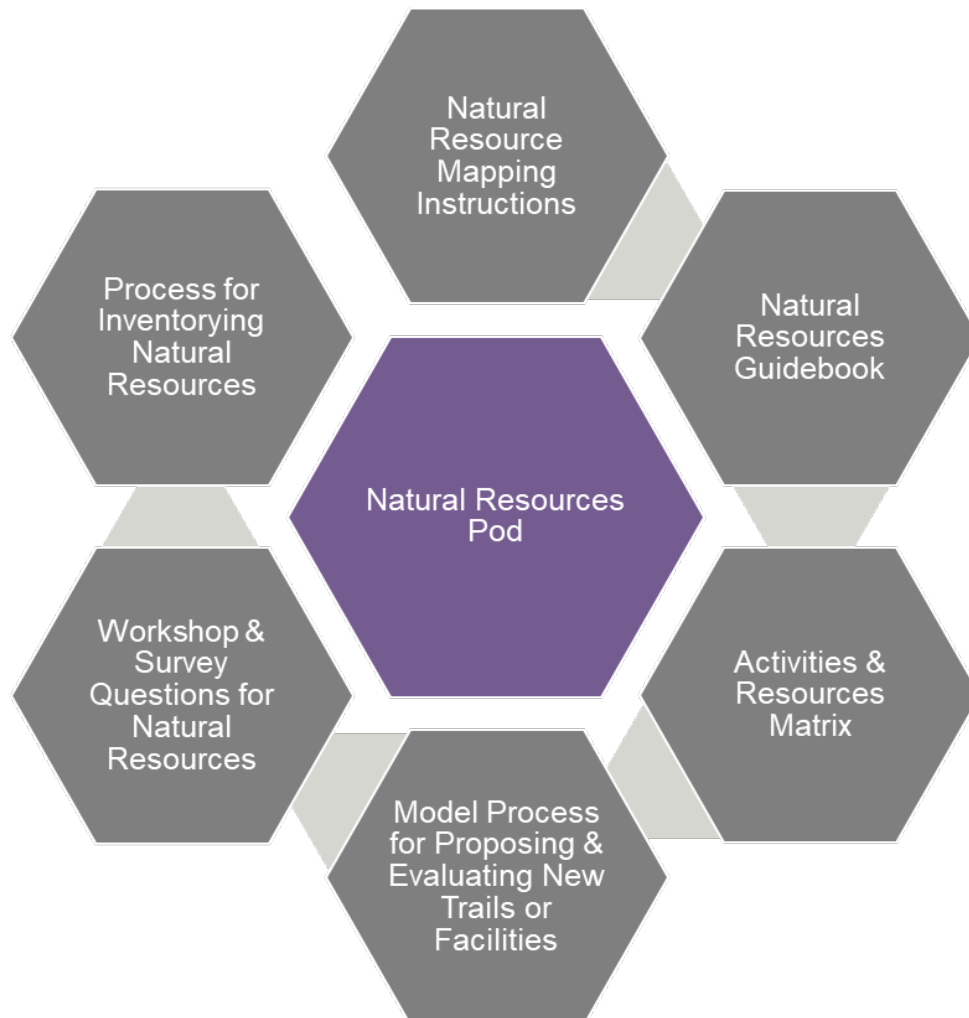 Natural
Resource
Mapping
Instructions
Process for
Inventorying
Natural
Resources
Natural
Resources
Guidebook
Natural Resources
Pod
Workshop &
Survey
Questions for
Natural
Resources
Activities &
Resources
Matrix
Model Process
for Proposing &
Evaluating New
Trails or
Facilities